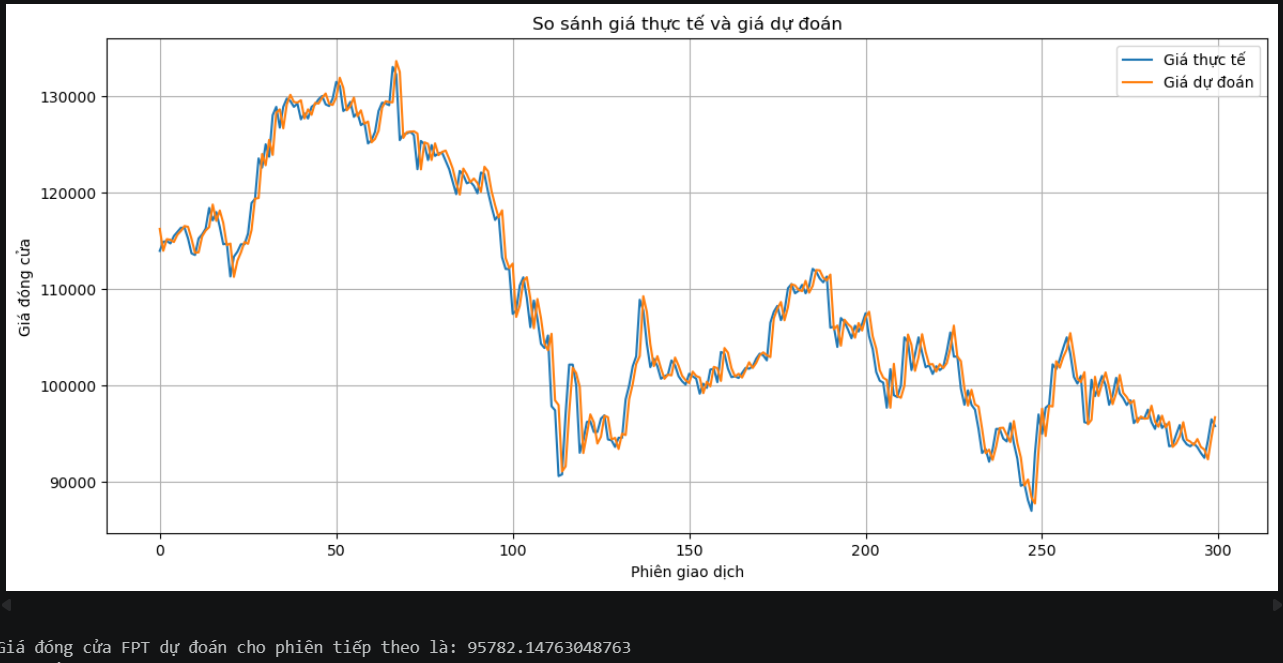 So sánh giá thực tế và giá dự đoán
Giá thực tế
Giá dự đoán
Giá đóng cửa
130000
120000
110000
100000
90000
0 50 100 150 200 250 300
Phiên giao dịch
Giá đóng cửa FPT dự đoán cho phiên tiếp theo là: 95782.14763048763